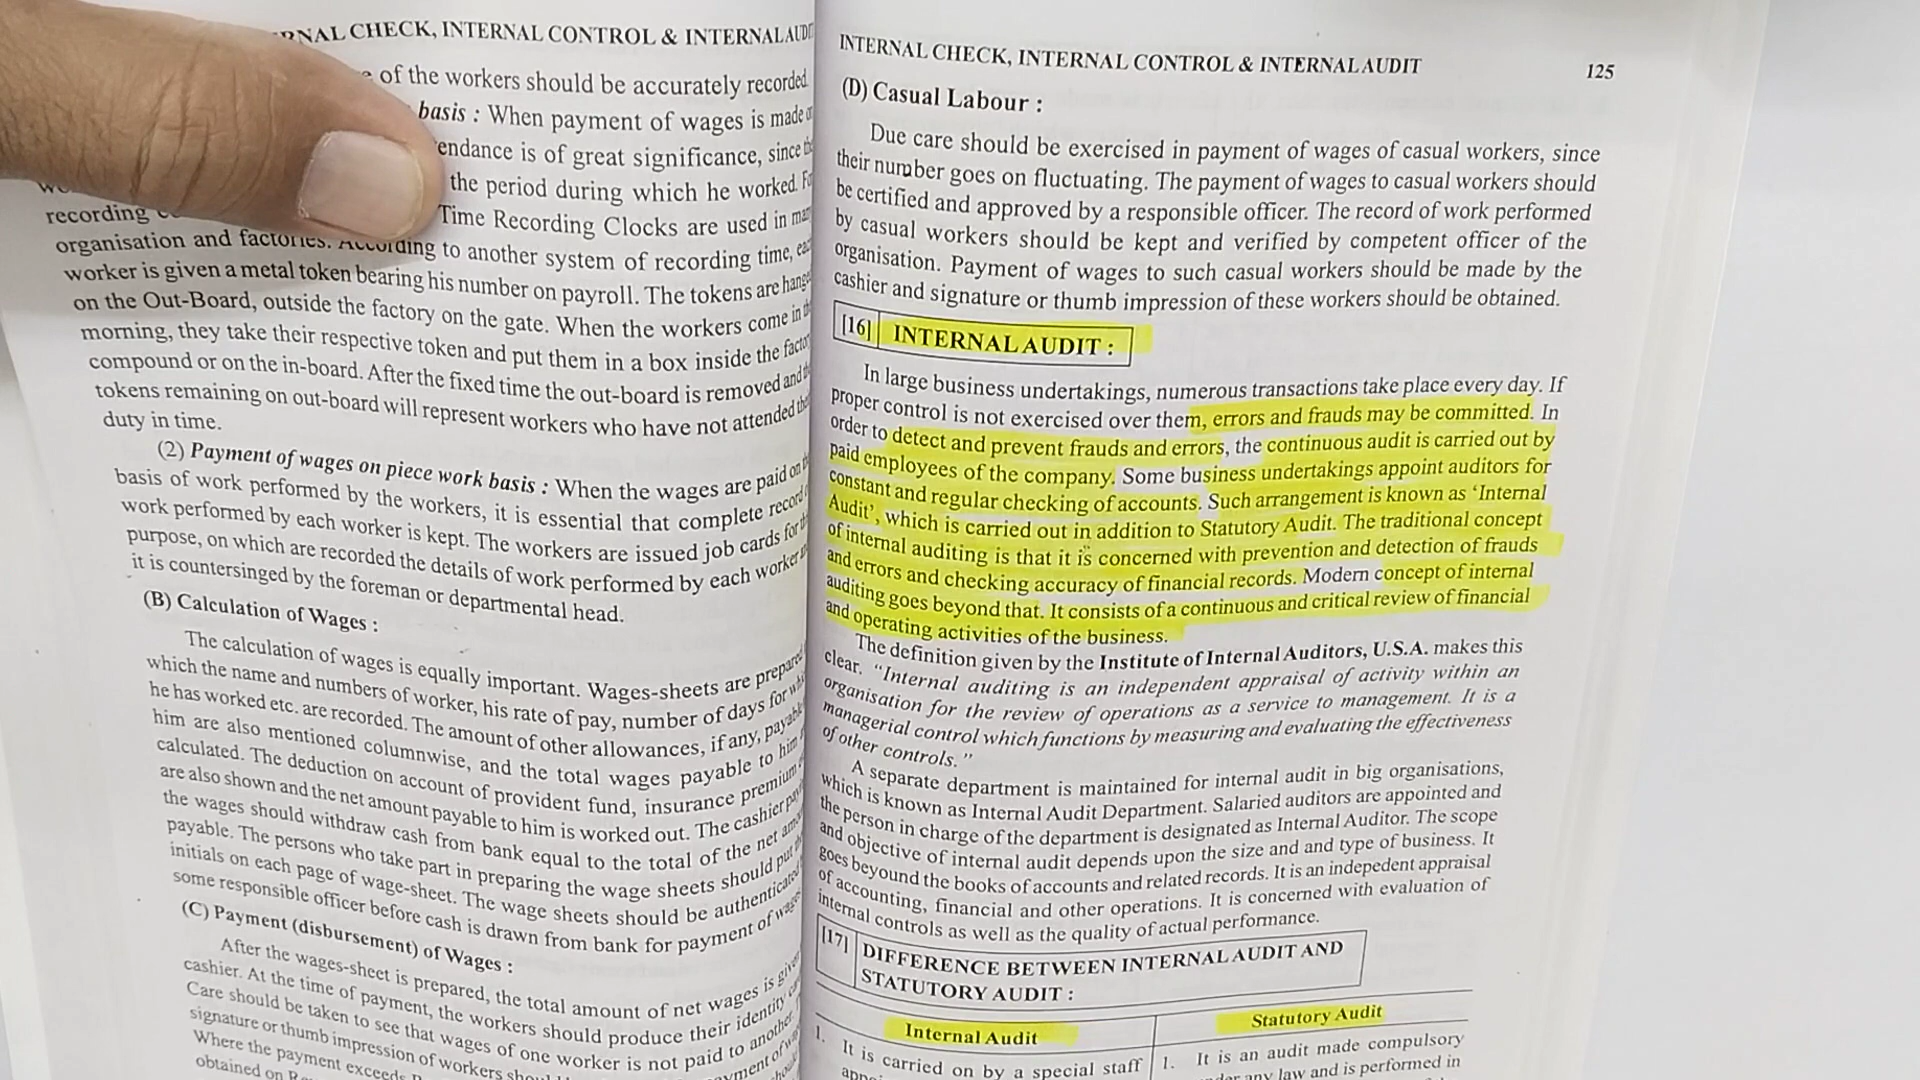 INTERNAL CHECK, INTERNAL CONTROL & INTERNAL
of the workers should be accurately recorded.
basis : When payment of wages is made
is of great significance, since
the period during which he worked.
recording Time Recording Clocks are used in
organisation and factories. According to another system of recording time,
worker is given a metal token bearing his number on payroll. The tokens are
on the Out-Board, outside the factory on the gate. When the workers come in
morning, they take their respective token and put them in a box inside the
compound or on the in-board. After the fixed time the out-board is removed and
tokens remaining on out-board will represent workers who have not attended
duty in time.
(2) Payment of wages on piece work basis : When the wages are paid on
basis of work performed by the workers, it is essential that complete record
work performed by each worker is kept. The workers are issued job cards for
purpose, on which are recorded the details of work performed by each worker
it is countersinged by the foreman or departmental head.
(B) Calculation of Wages :
The calculation of wages is equally important. Wages-sheets are prepared
which the name and numbers of worker, his rate of pay, number of days for
he has worked etc. are recorded. The amount of other allowances, if any, payable
him are also mentioned columnwise, and the total wages payable to him
calculated. The deduction on account of provident fund, insurance premium
are also shown and the net amount payable to him is worked out. The cashier
the wages should withdraw cash from bank equal to the total of the net
payable. The persons who take part in preparing the wage sheets should put
initials on each page of wage-sheet. The wage sheets should be authenticated
some responsible officer before cash is drawn from bank for payment of
(C) Payment (disbursement) of Wages :
After the wages-sheet is prepared, the total amount of net wages is
cashier. At the time of payment, the workers should produce their identity
Care should be taken to see that wages of one worker is not paid to another.
signature or thumb impression of workers
Where the payment
obtained on
INTERNAL CHECK, INTERNAL CONTROL & INTERNAL AUDIT 125
(D) Casual Labour :
Due care should be exercised in payment of wages of casual workers, since
their number goes on fluctuating. The payment of wages to casual workers should
be certified and approved by a responsible officer. The record of work performed
by casual workers should be kept and verified by competent officer of the
organisation. Payment of wages to such casual workers should be made by the
cashier and signature or thumb impression of these workers should be obtained.
[16] INTERNAL AUDIT :
In large business undertakings, numerous transactions take place every day. If
proper control is not exercised over them, errors and frauds may be committed. In
order to detect and prevent frauds and errors, the continuous audit is carried out by
paid employees of the company. Some business undertakings appoint auditors for
constant and regular checking of accounts. Such arrangement is known as 'Internal
Audit', which is carried out in addition to Statutory Audit. The traditional concept
of internal auditing is that it is concerned with prevention and detection of frauds
and errors and checking accuracy of financial records. Modern concept of internal
auditing goes beyond that. It consists of a continuous and critical review of financial
and operating activities of the business.
The definition given by the Institute of Internal Auditors, U.S.A. makes this
clear. "Internal auditing is an independent appraisal of activity within an
organisation for the review of operations as a service to management. It is a
managerial control which functions by measuring and evaluating the effectiveness
of other controls."
A separate department is maintained for internal audit in big organisations,
which is known as Internal Audit Department. Salaried auditors are appointed and
the person in charge of the department is designated as Internal Auditor. The scope
and objective of internal audit depends upon the size and and type of business. It
goes beyound the books of accounts and related records. It is an indepedent appraisal
of accounting, financial and other operations. It is concerned with evaluation of
internal controls as well as the quality of actual performance.
[17] DIFFERENCE BETWEEN INTERNAL AUDIT AND
STATUTORY AUDIT :
Internal Audit Statutory Audit
1. It is carried on by a special staff 1. It is an audit made compulsory
any law and is performed in